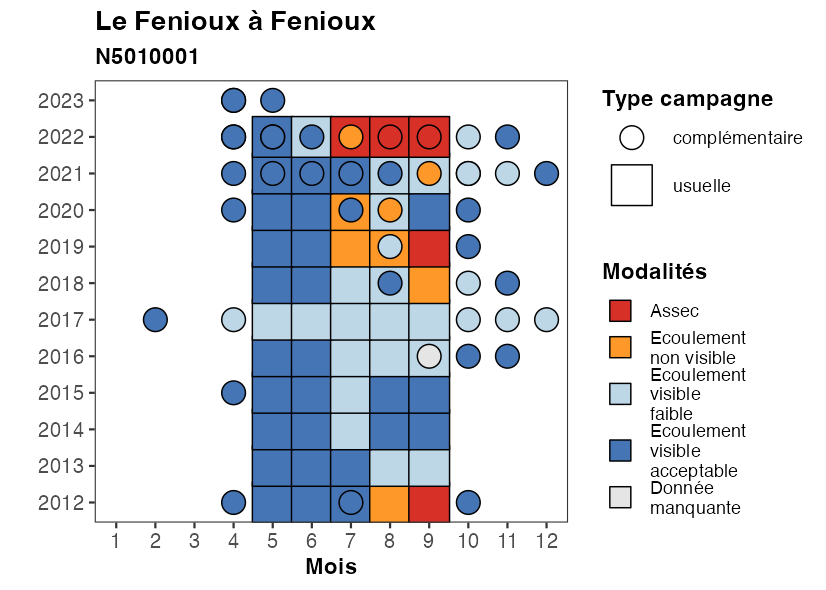 Le Fenioux à Fenioux
N5010001
2023
2022
2021
2020
2019
2018
2017
2016
2015
2014
2013
2012
1 2 3 4 5 6 7 8 9 10 11 12
Mois
Type campagne
complémentaire
usuelle
Modalités
Assec
Ecoulement
non visible
Ecoulement
visible
faible
Ecoulement
visible
acceptable
Donnée
manquante